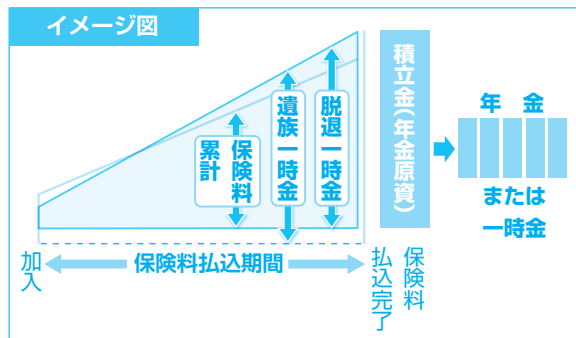 イメージ図
保険料
累計
遺族一時金
脱退一時金
積立金(年金原資)
年 金
または
一時金
加入
保険料払込期間
保険料
払込完了